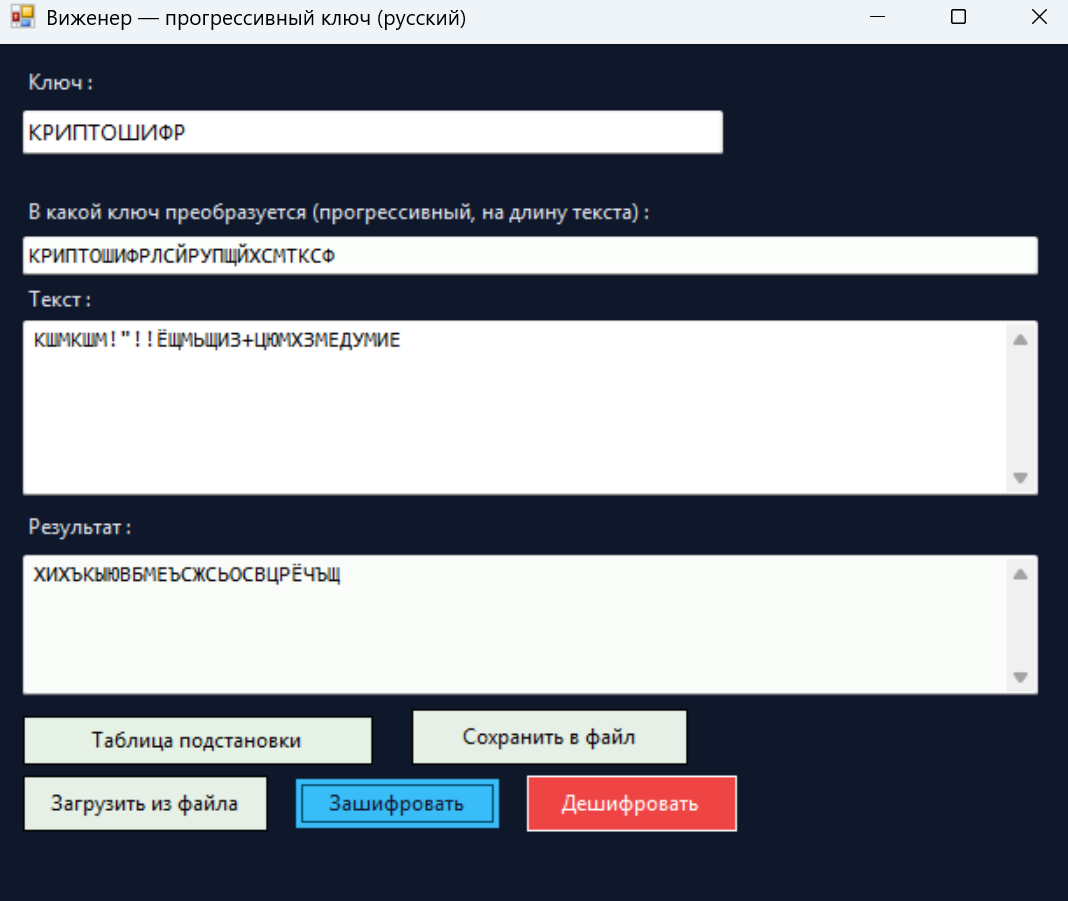 Виженер — прогрессивный ключ (русский)
Ключ :
КРИПТОШИФР
В какой ключ преобразуется (прогрессивный, на длину текста) :
КРИПТОШИФРЛСЙРУПЩЙХСМТКСФ
Текст :
КШМКШМ!"!!ЁЩМЬЩИЗ+ЦЮМХЗМЕДУМИЕ
Результат :
ХИХЪКЫЮВБМЕЪСЖСЬОСВЦРЁЧЪЩ
Таблица подстановки
Сохранить в файл
Загрузить из файла
Зашифровать
Дешифровать